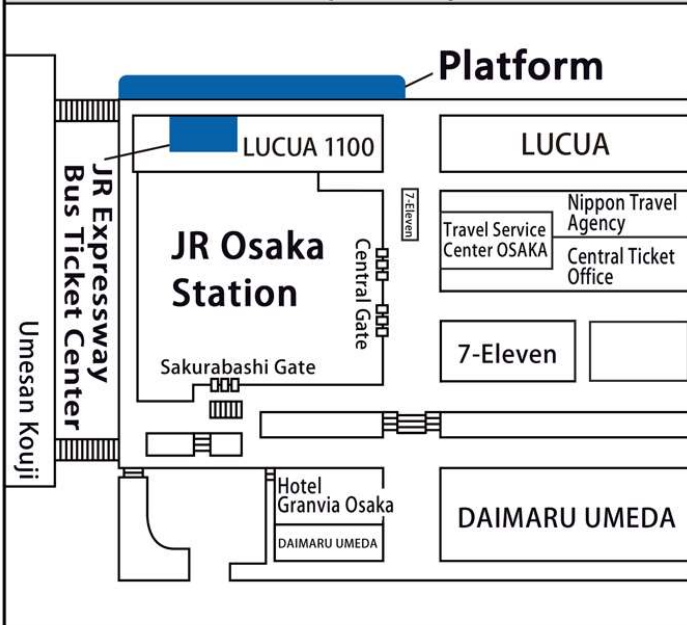 Platform
LUCUA 1100
LUCUA
JR Expressway
Bus Ticket Center
7-Eleven
Nippon Travel
Agency
Travel Service
Center OSAKA
Central Ticket
Office
JR Osaka
Station
Central Gate
Umesan Kouji
7-Eleven
Sakurabashi Gate
Hotel
Granvia Osaka
DAIMARU UMEDA
DAIMARU UMEDA